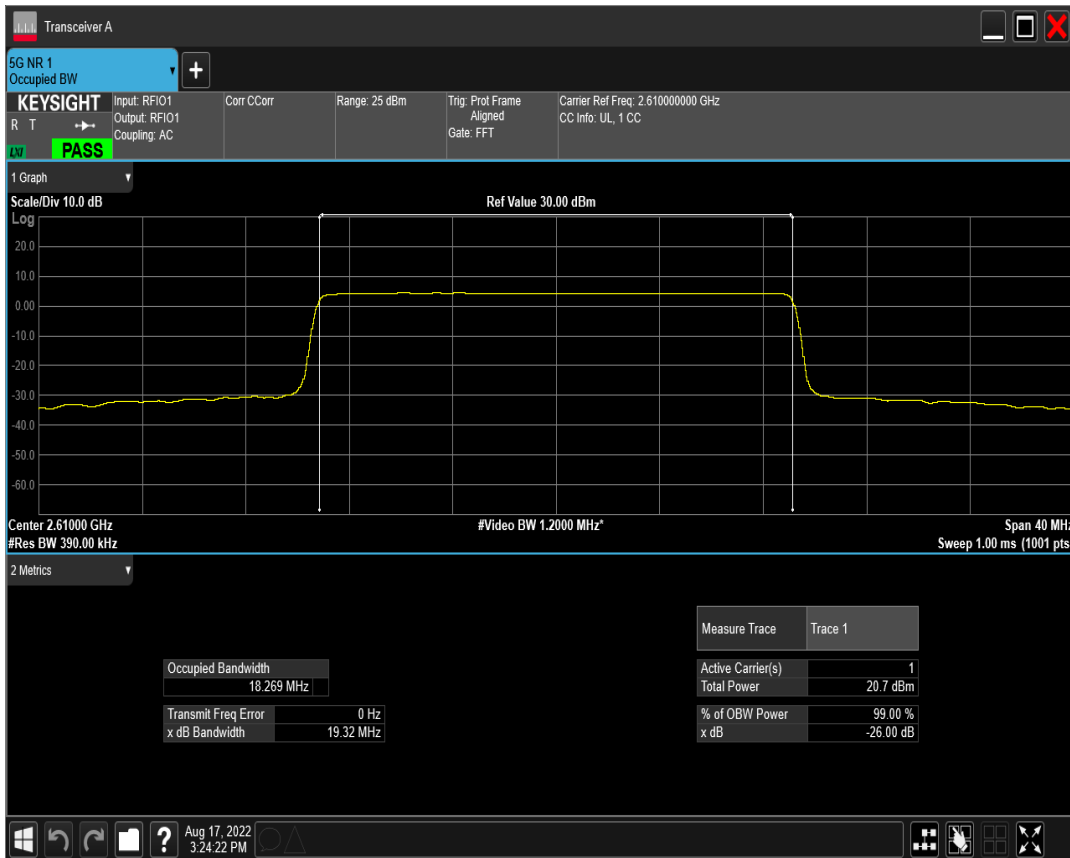 Transceiver A
5G NR 1
Occupied BW
+
KEYSIGHT
R T
LXI
PASS
Input: RFIO1
Output: RFIO1
Coupling: AC
Corr CCorr
Range: 25 dBm
Trig: Prot Frame
Aligned
Gate: FFT
Carrier Ref Freq: 2.610000000 GHz
CC Info: UL, 1 CC
1 Graph
Scale/Div 10.0 dB
Ref Value 30.00 dBm
Log
20.0
10.0
0.00
-10.0
-20.0
-30.0
-40.0
-50.0
-60.0
Center 2.61000 GHz
#Video BW 1.2000 MHz*
Span 40 MHz
#Res BW 390.00 kHz
Sweep 1.00 ms (1001 pts
2 Metrics
Measure Trace Trace 1
Occupied Bandwidth
18.269 MHz
Active Carrier(s) 1
Total Power 20.7 dBm
Transmit Freq Error 0 Hz
x dB Bandwidth 19.32 MHz
% of OBW Power 99.00 %
x dB -26.00 dB
?
Aug 17, 2022
3:24:22 PM